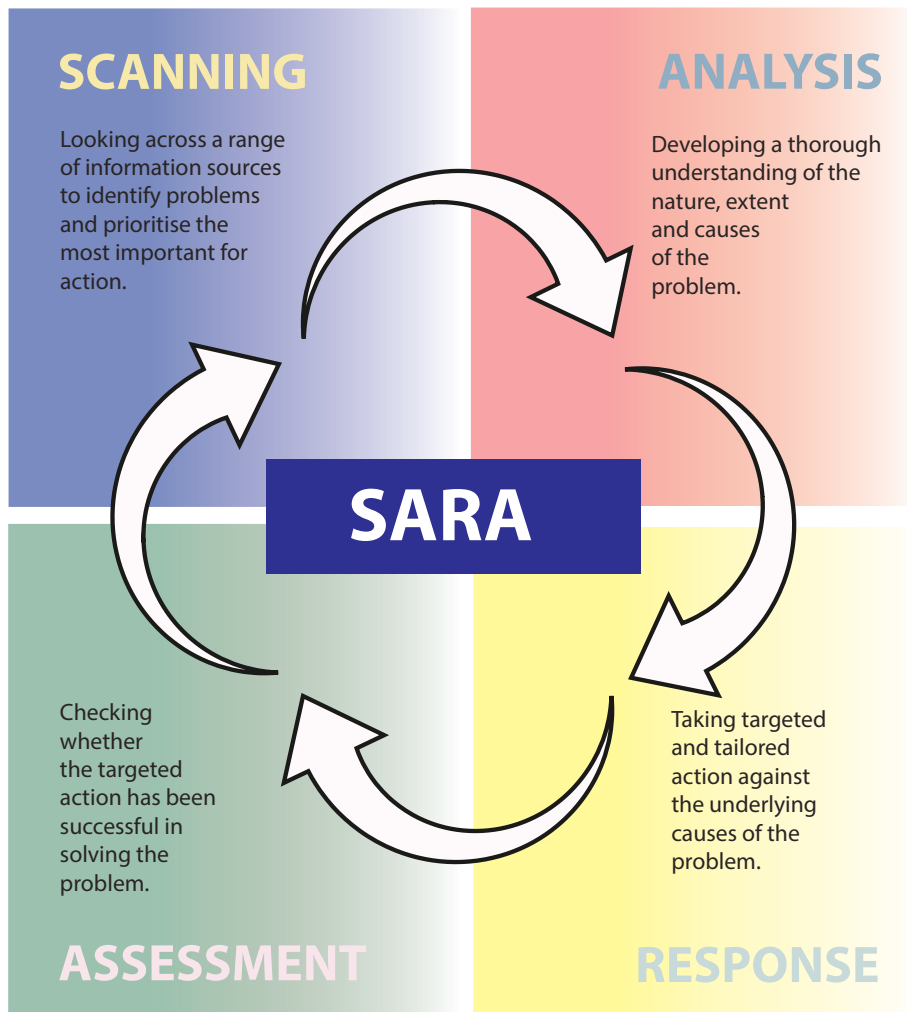 SCANNING
Looking across a range
of information sources
to identify problems
and prioritise the
most important for
action.
ANALYSIS
Developing a thorough
understanding of the
nature, extent
and causes
of the
problem.
SARA
Checking
whether
the targeted
action has been
successful in
solving the
problem.
ASSESSMENT
Taking targeted
and tailored
action against
the underlying
causes of the
problem.
RESPONSE